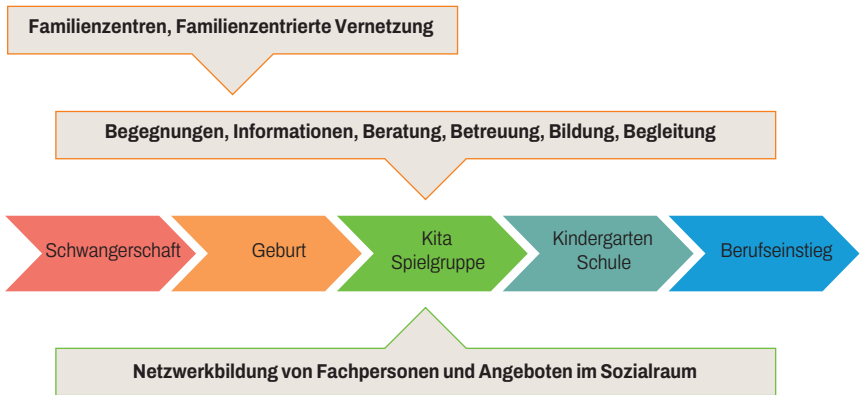 Familienzentren, Familienzentrierte Vernetzung
Begegnungen, Informationen, Beratung, Betreuung, Bildung, Begleitung
Schwangerschaft
Geburt
Kita
Spielgruppe
Kindergarten
Schule
Berufseinstieg
Netzwerkbildung von Fachpersonen und Angeboten im Sozialraum